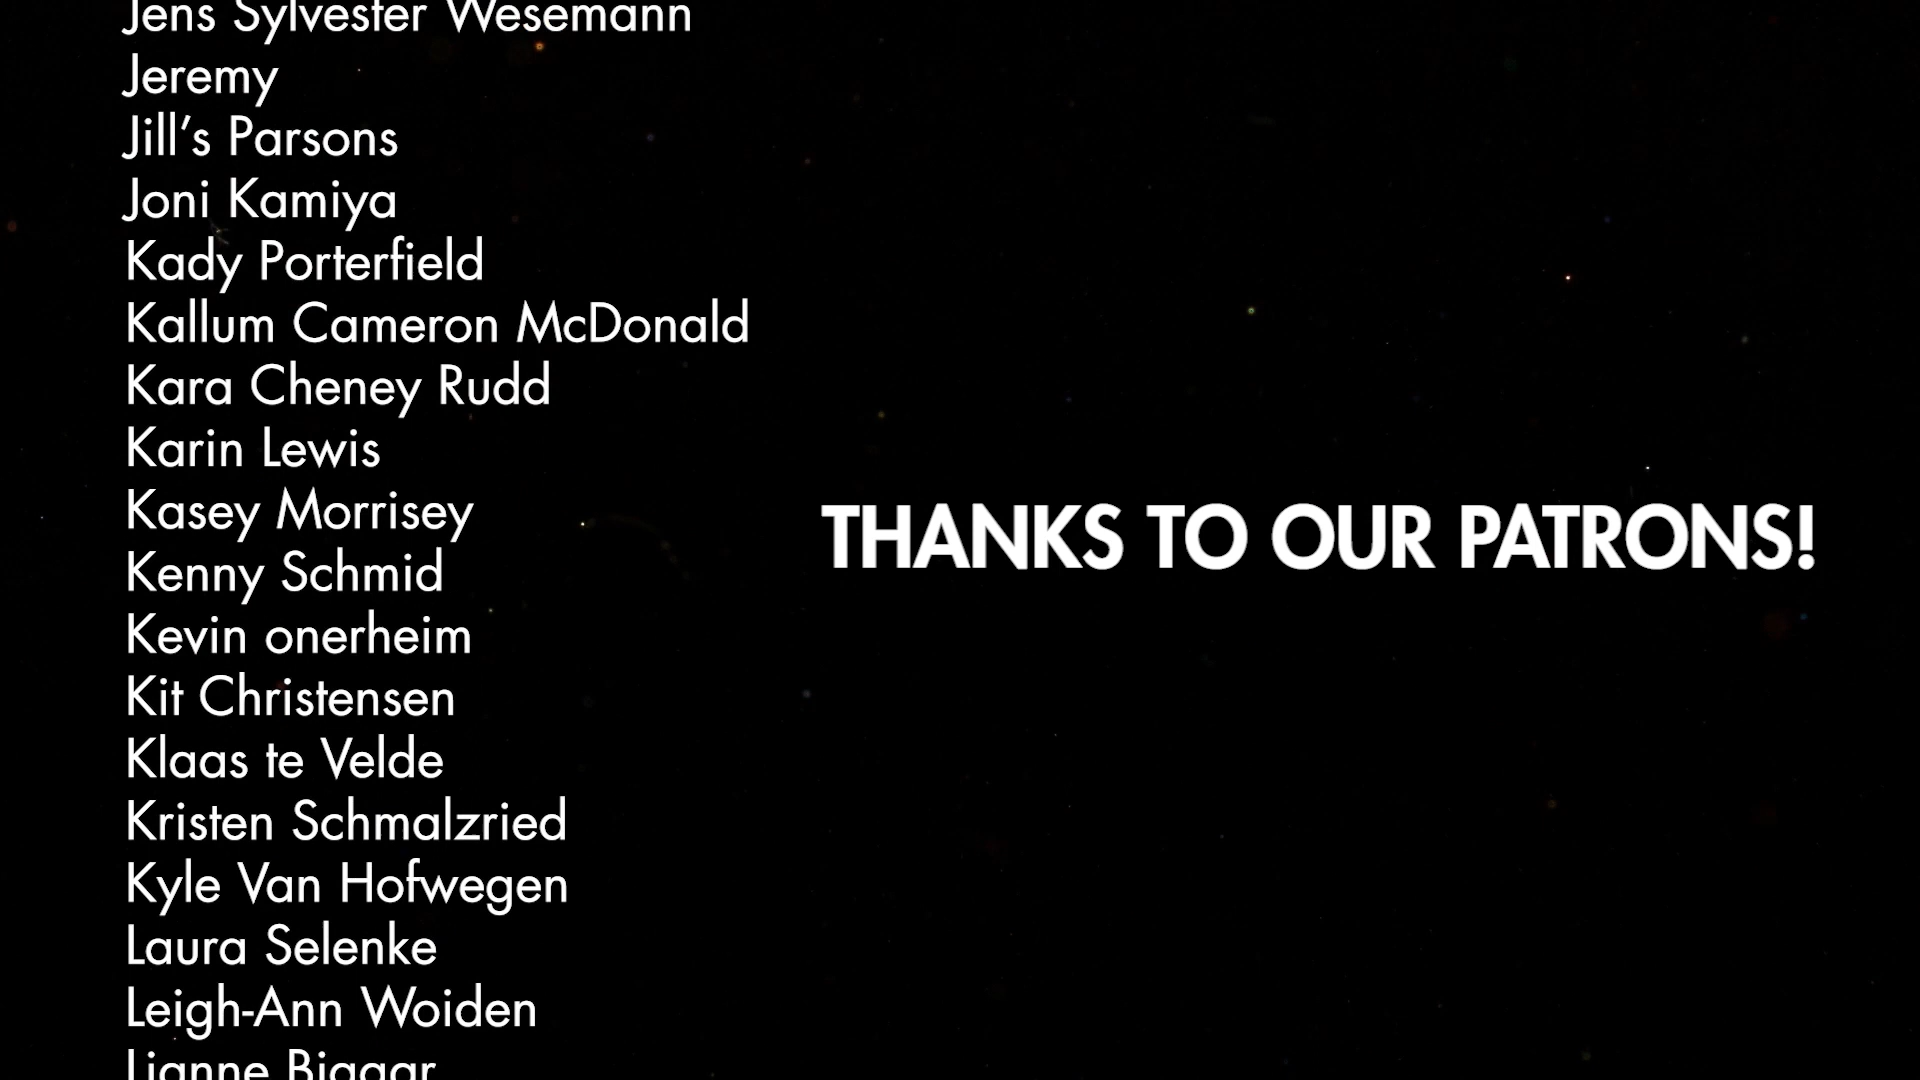 Jens Sylvester Wesemann
Jeremy
Jill’s Parsons
Joni Kamiya
Kady Porterfield
Kallum Cameron McDonald
Kara Cheney Rudd
Karin Lewis
Kasey Morrisey
Kenny Schmid
Kevin onerheim
Kit Christensen
Klaas te Velde
Kristen Schmalzried
Kyle Van Hofwegen
Laura Selenke
Leigh-Ann Woiden
Lianne Biggar
THANKS TO OUR PATRONS!